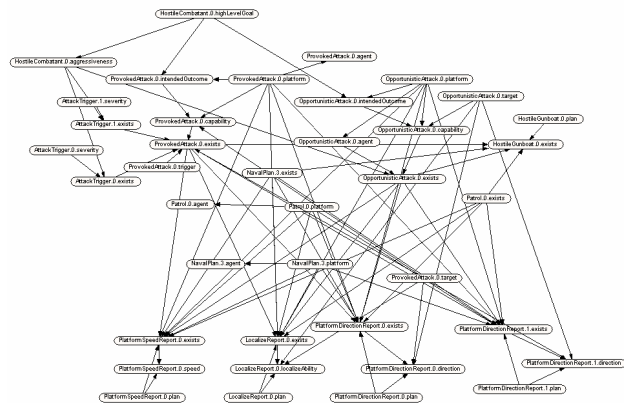 HostileCombatant.0.highLevelGoal
ProvokedAttack.0.agent
HostileCombatant.0.aggressiveness
ProvokedAttack.0.intendedOutcome
ProvokedAttack.0.platform
OpportunisticAttack.0.platform
OpportunisticAttack.0.target
AttackTrigger.1.severity
OpportunisticAttack.0.intendedOutcome
HostileGunboat.0.plan
AttackTrigger.1.exists
ProvokedAttack.0.capability
OpportunisticAttack.0.capability
ProvokedAttack.0.exists
OpportunisticAttack.0.agent
HostileGunboat.0.exists
AttackTrigger.0.severity
ProvokedAttack.0.trigger
NavalPlan.3.exists
OpportunisticAttack.0.exists
AttackTrigger.0.exists
Patrol.0.exists
Patrol.0.agent
Patrol.0.platform
NavalPlan.3.agent
NavalPlan.3.platform
ProvokedAttack.0.target
PlatformDirectionReport.0.exists
PlatformDirectionReport.1.exists
PlatformSpeedReport.0.exists
LocalizeReport.0.exists
PlatformDirectionReport.1.direction
PlatformSpeedReport.0.speed
LocalizeReport.0.localizeAbility
PlatformDirectionReport.0.direction
PlatformDirectionReport.1.plan
PlatformSpeedReport.0.plan
LocalizeReport.0.plan
PlatformDirectionReport.0.plan